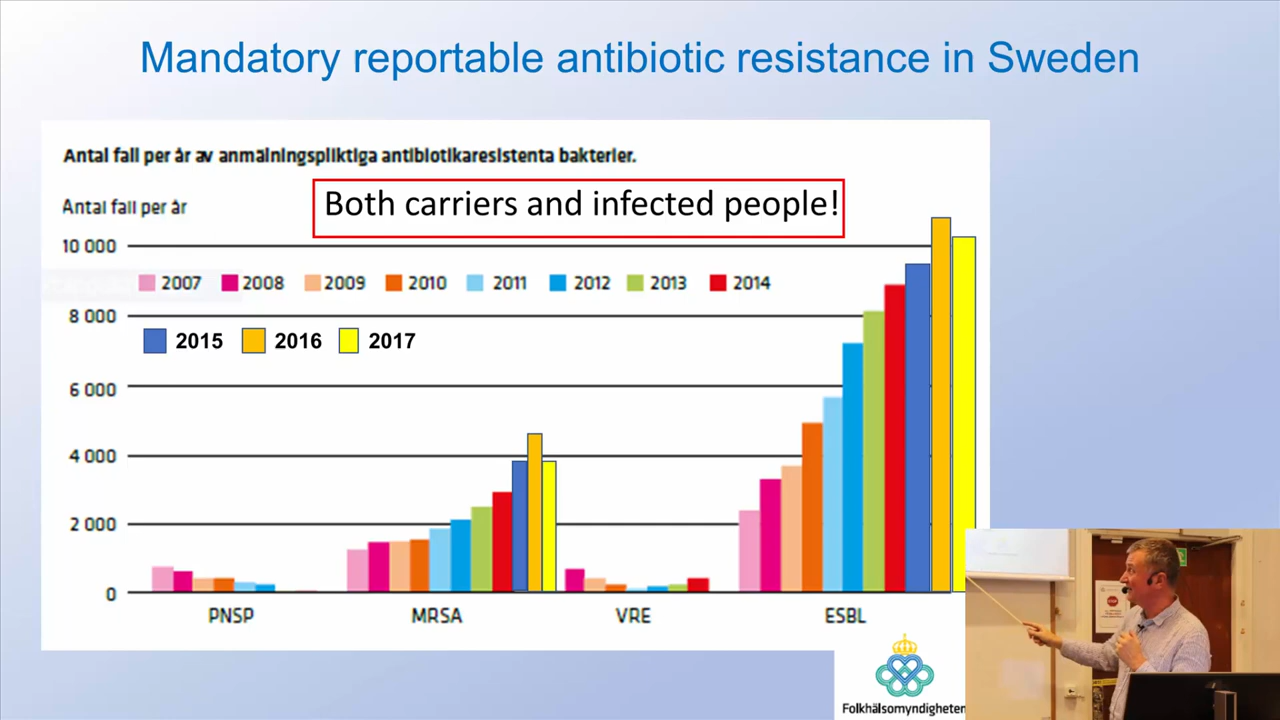 Mandatory reportable antibiotic resistance in Sweden
Antal fall per år av anmälningspliktiga antibiotikaresistenta bakterier.
Both carriers and infected people!
Antal fall per år
10 000
2007 2008 2009 2010 2011 2012 2013 2014
8 000
2015 2016 2017
6 000
4 000
2 000
0
PNSP MRSA VRE ESBL
Folkhälsomyndigheten
STOP